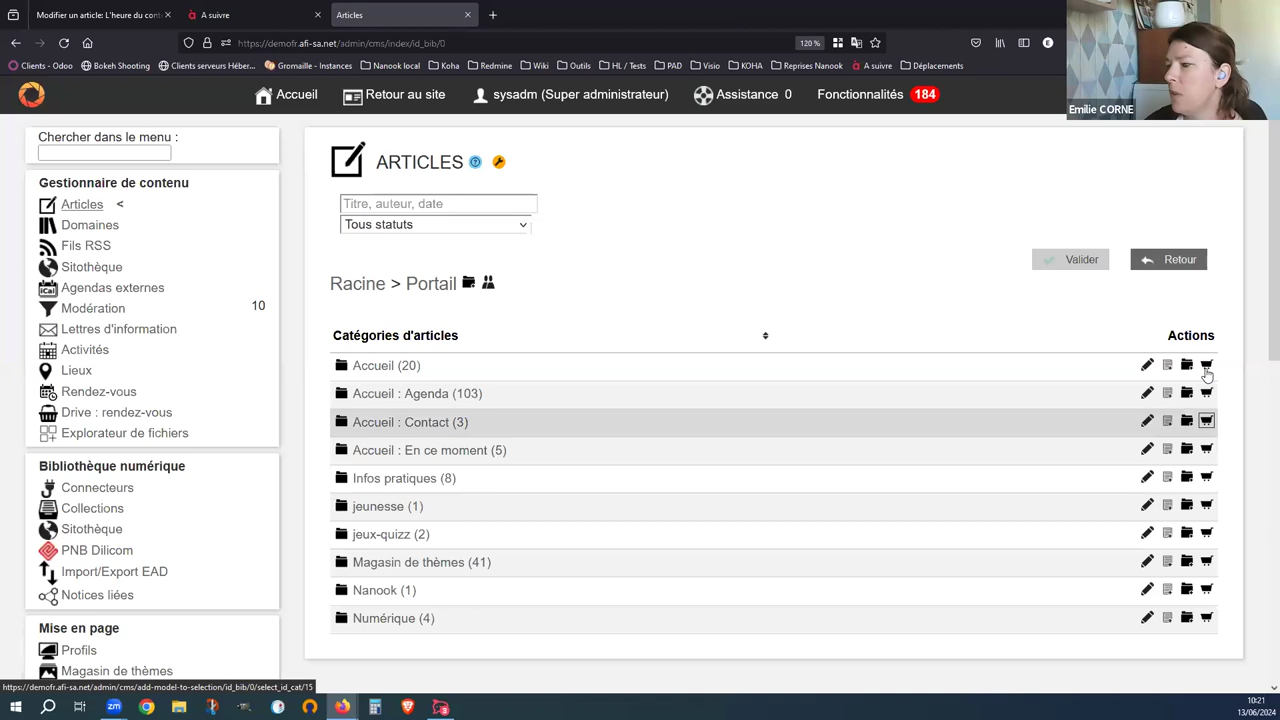 Modifier un article: L'heure du cont
A suivre
Articles
https://demofr.afi-sa.net/admin/cms/index/id_bib/0
120 %
Clients - Odoo
Bokeh Shooting
Clients serveurs Héber...
Gromaille - Instances
Nanook local
Koha
Redmine
Wiki
Outils
HL / Tests
PAD
Visio
KOHA
Reprises Nanook
A suivre
Déplacements
Emilie CORNE
Accueil
Retour au site
sysadm (Super administrateur)
Assistance 0
Fonctionnalités 184
Chercher dans le menu :
Gestionnaire de contenu
Articles <
Domaines
Fils RSS
Sitothèque
Agendas externes
Modération 10
Lettres d'information
Activités
Lieux
Rendez-vous
Drive : rendez-vous
Explorateur de fichiers
Bibliothèque numérique
Connecteurs
Collections
Sitothèque
PNB Dilicom
Import/Export EAD
Notices liées
Mise en page
Profils
Magasin de thèmes
ARTICLES
Titre, auteur, date
Tous statuts
Valider
Retour
Racine > Portail
Catégories d'articles
Actions
Accueil (20)
Accueil : Agenda (103)
Accueil : Contact (3)
Accueil : En ce moment (5)
Infos pratiques (8)
jeunesse (1)
jeux-quizz (2)
Magasin de thèmes (41)
Nanook (1)
Numérique (4)
https://demofr.afi-sa.net/admin/cms/add-model-to-selection/id_bib/0/select_id_cat/15
10:21
13/06/2024